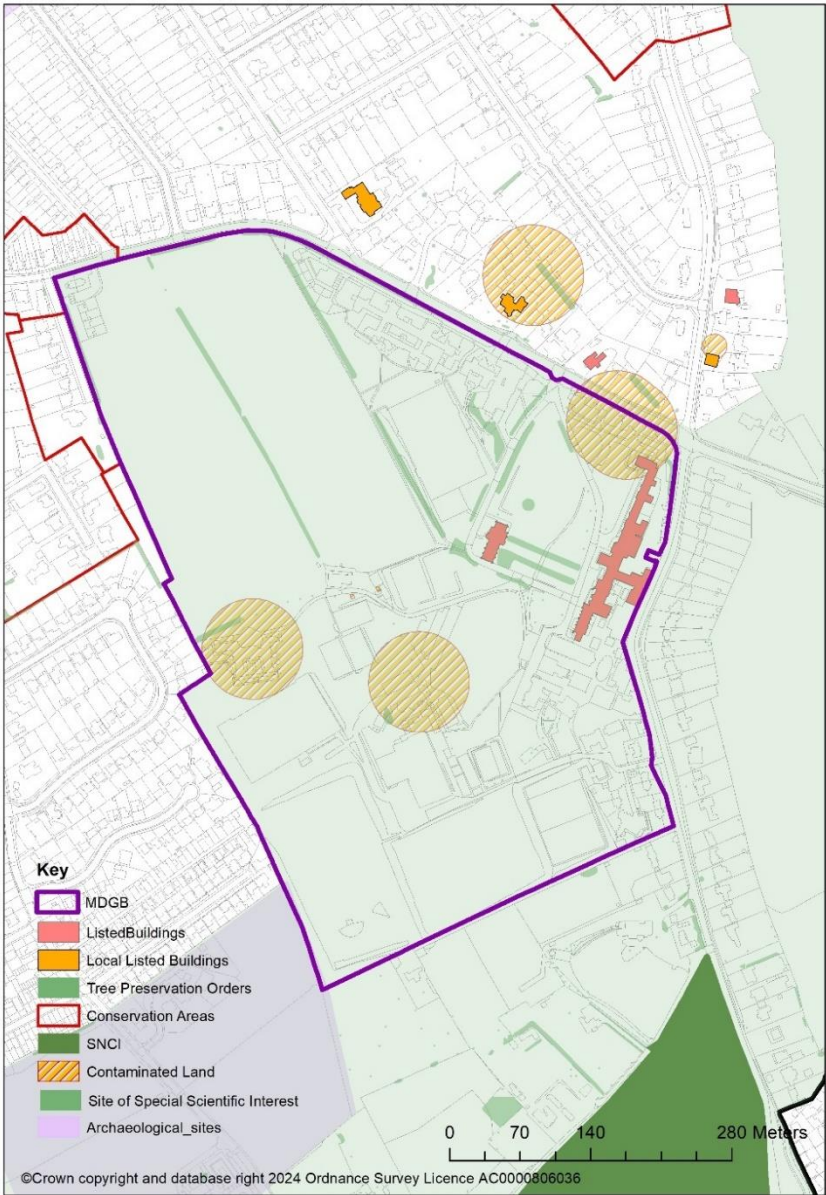 Key
MDGB
ListedBuildings
Local Listed Buildings
Tree Preservation Orders
Conservation Areas
SNCI
Contaminated Land
Site of Special Scientific Interest
Archaeological_sites
0 70 140 280 Meters
©Crown copyright and database right 2024 Ordnance Survey Licence AC0000806036